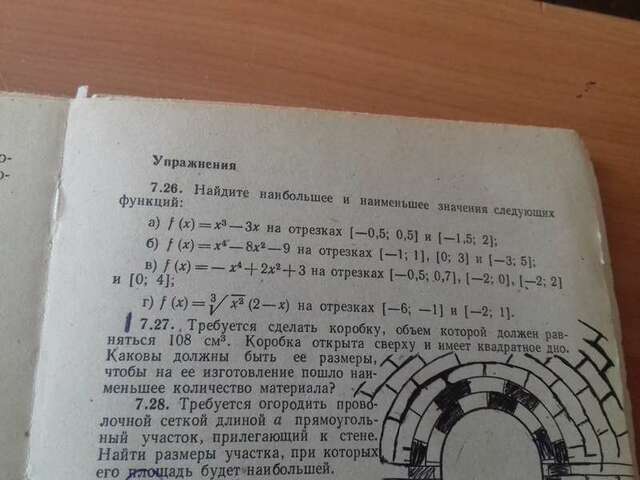 о-
о-
Упражнения
7.26. Найдите наибольшее и наименьшее значения следующих
функций:
а) f (x) = x³ — 3x на отрезках [—0,5; 0,5] и [—1,5; 2];
б) f (x) = x⁴ — 8x² — 9 на отрезках [—1; 1], [0; 3] и [—3; 5];
в) f (x) = — x⁴ + 2x² + 3 на отрезках [—0,5; 0,7], [—2; 0], [—2; 2]
и [0; 4];
г) f (x) = ∛x² (2 — x) на отрезках [—6; —1] и [—2; 1].
7.27. Требуется сделать коробку, объем которой должен рав-
няться 108 см³. Коробка открыта сверху и имеет квадратное дно.
Каковы должны быть ее размеры,
чтобы на ее изготовление пошло наи-
меньшее количество материала?
7.28. Требуется огородить прово-
лочной сеткой длиной a прямоуголь-
ный участок, прилегающий к стене.
Найти размеры участка, при которых
его площадь будет наибольшей.